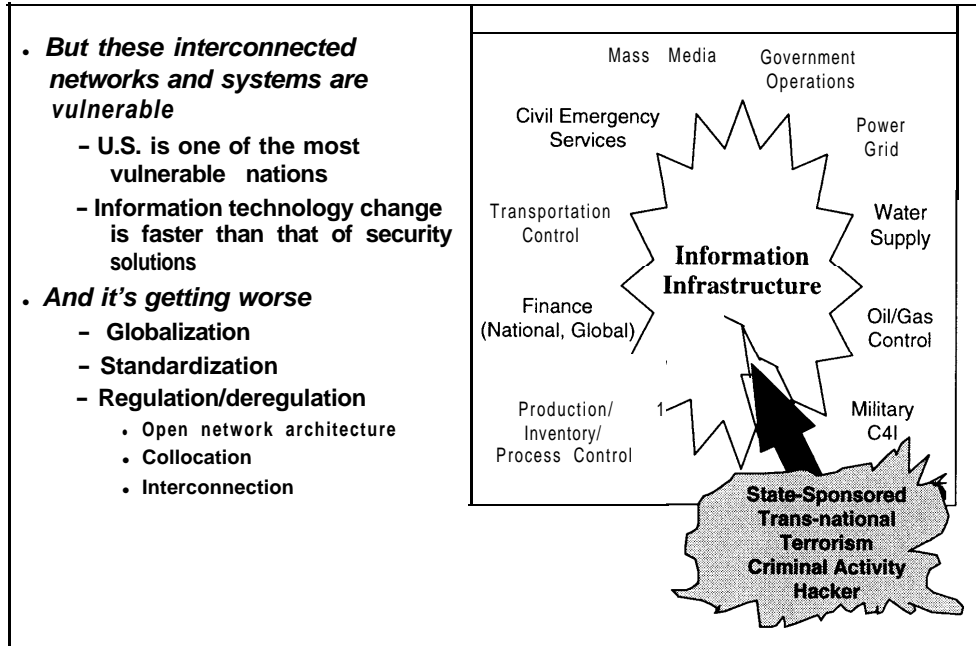 • But these interconnected
networks and systems are
vulnerable
– U.S. is one of the most
vulnerable nations
– Information technology change
is faster than that of security
solutions
• And it's getting worse
– Globalization
– Standardization
– Regulation/deregulation
• Open network architecture
• Collocation
• Interconnection
Mass Media
Government
Operations
Civil Emergency
Services
Power
Grid
Transportation
Control
Water
Supply
Information
Infrastructure
Finance
(National, Global)
Oil/Gas
Control
Production/
Inventory/
Process Control
1
Military
C4I
State-Sponsored
Trans-national
Terrorism
Criminal Activity
Hacker